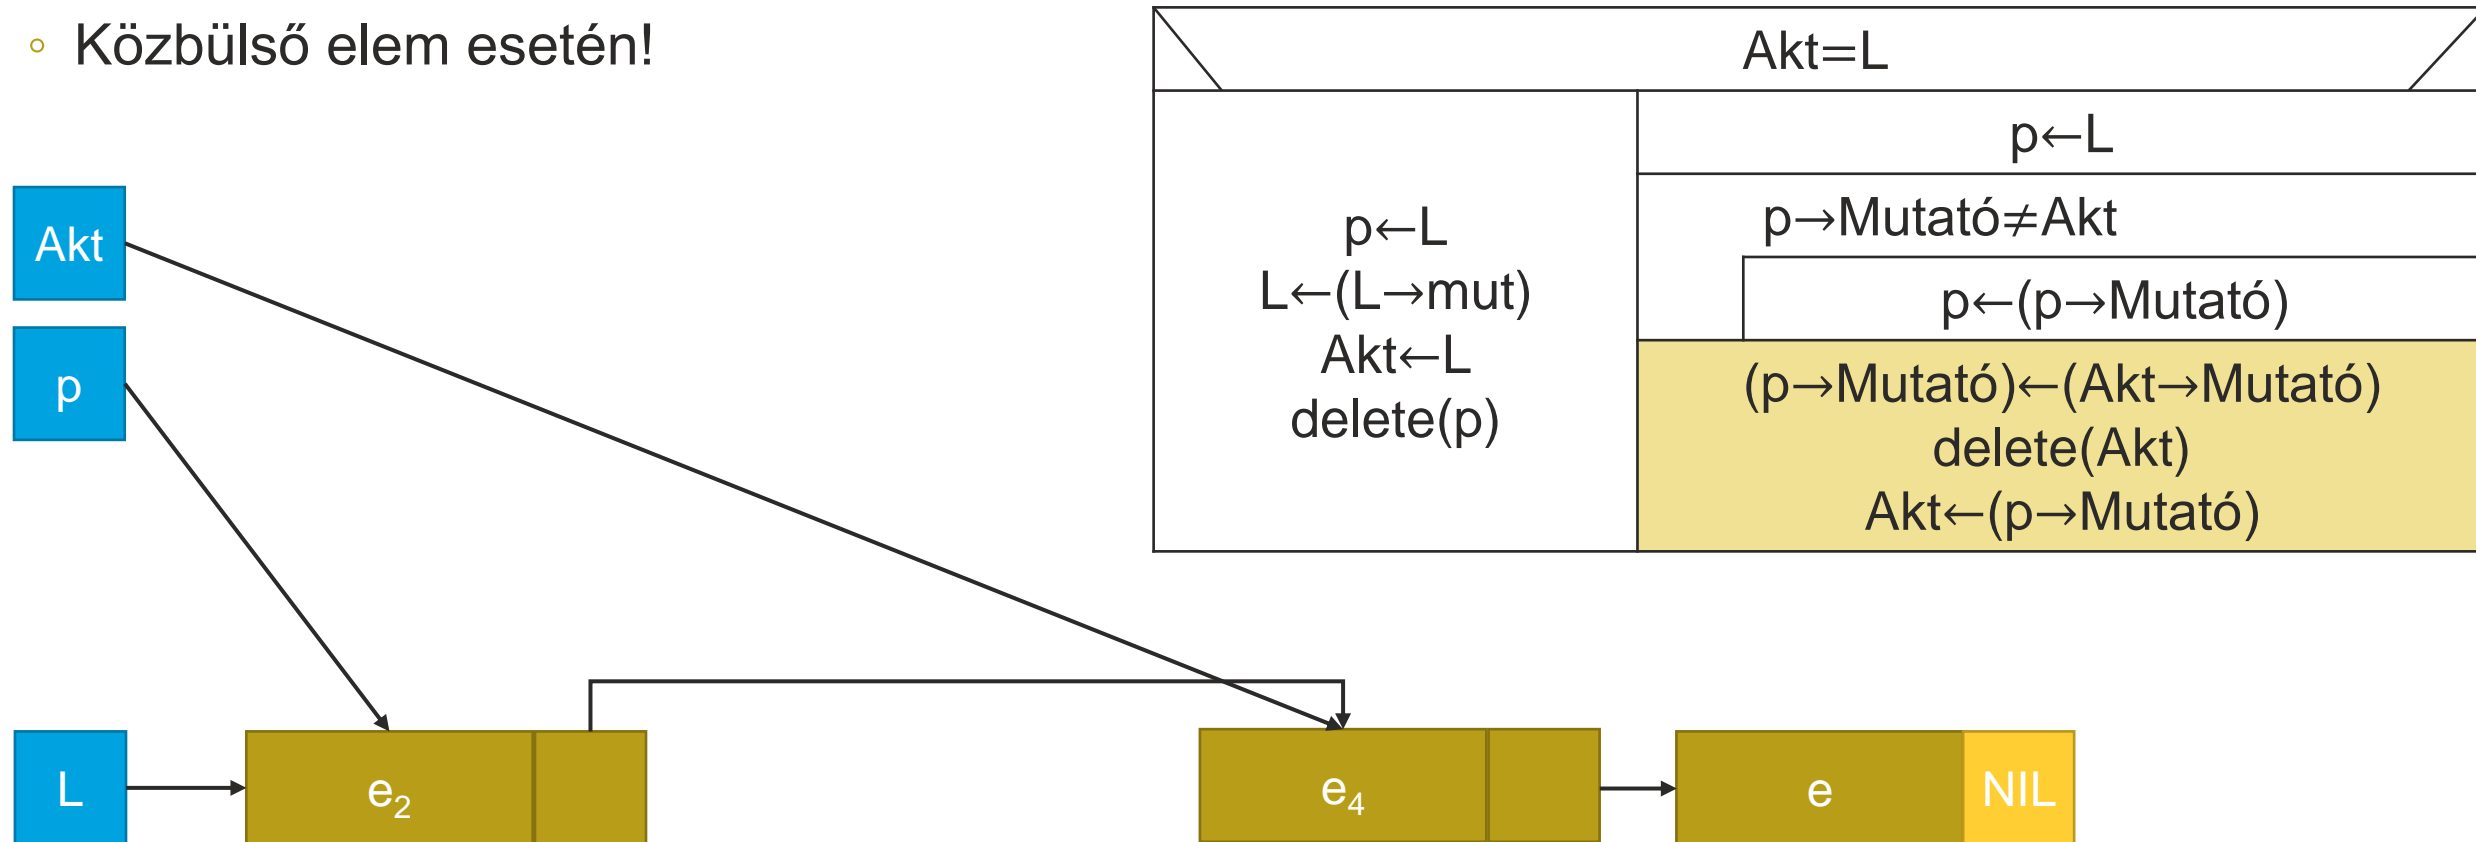 Közbülső elem esetén!
Akt=L
p←L
L←(L→mut)
Akt←L
delete(p)
p←L
p→Mutató≠Akt
p←(p→Mutató)
(p→Mutató)←(Akt→Mutató)
delete(Akt)
Akt←(p→Mutató)
Akt
p
L
e₂
e₄
e
NIL